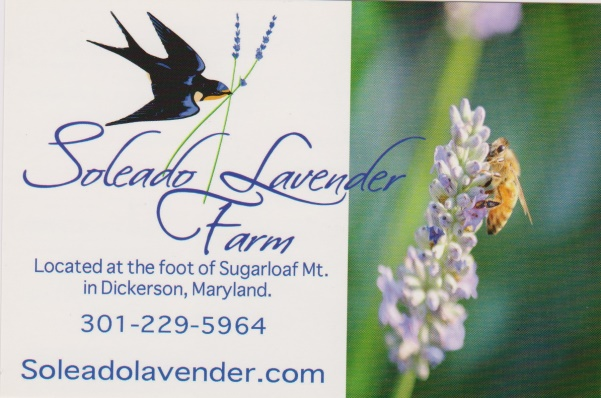 Soleado Lavender
Farm
Located at the foot of Sugarloaf Mt.
in Dickerson, Maryland.
301-229-5964
Soleadolavender.com